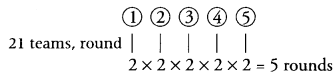 ① ② ③ ④ ⑤
21 teams, round | | | | |
2 × 2 × 2 × 2 × 2 = 5 rounds